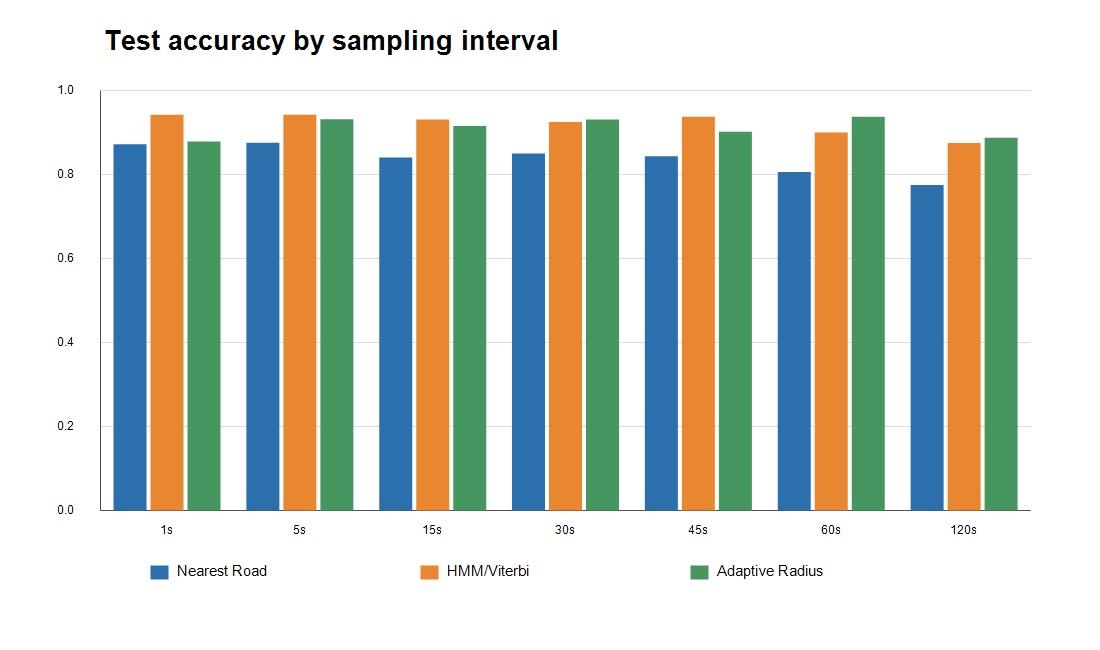 Test accuracy by sampling interval
1.0
0.8
0.6
0.4
0.2
0.0
1s 5s 15s 30s 45s 60s 120s
Nearest Road HMM/Viterbi Adaptive Radius